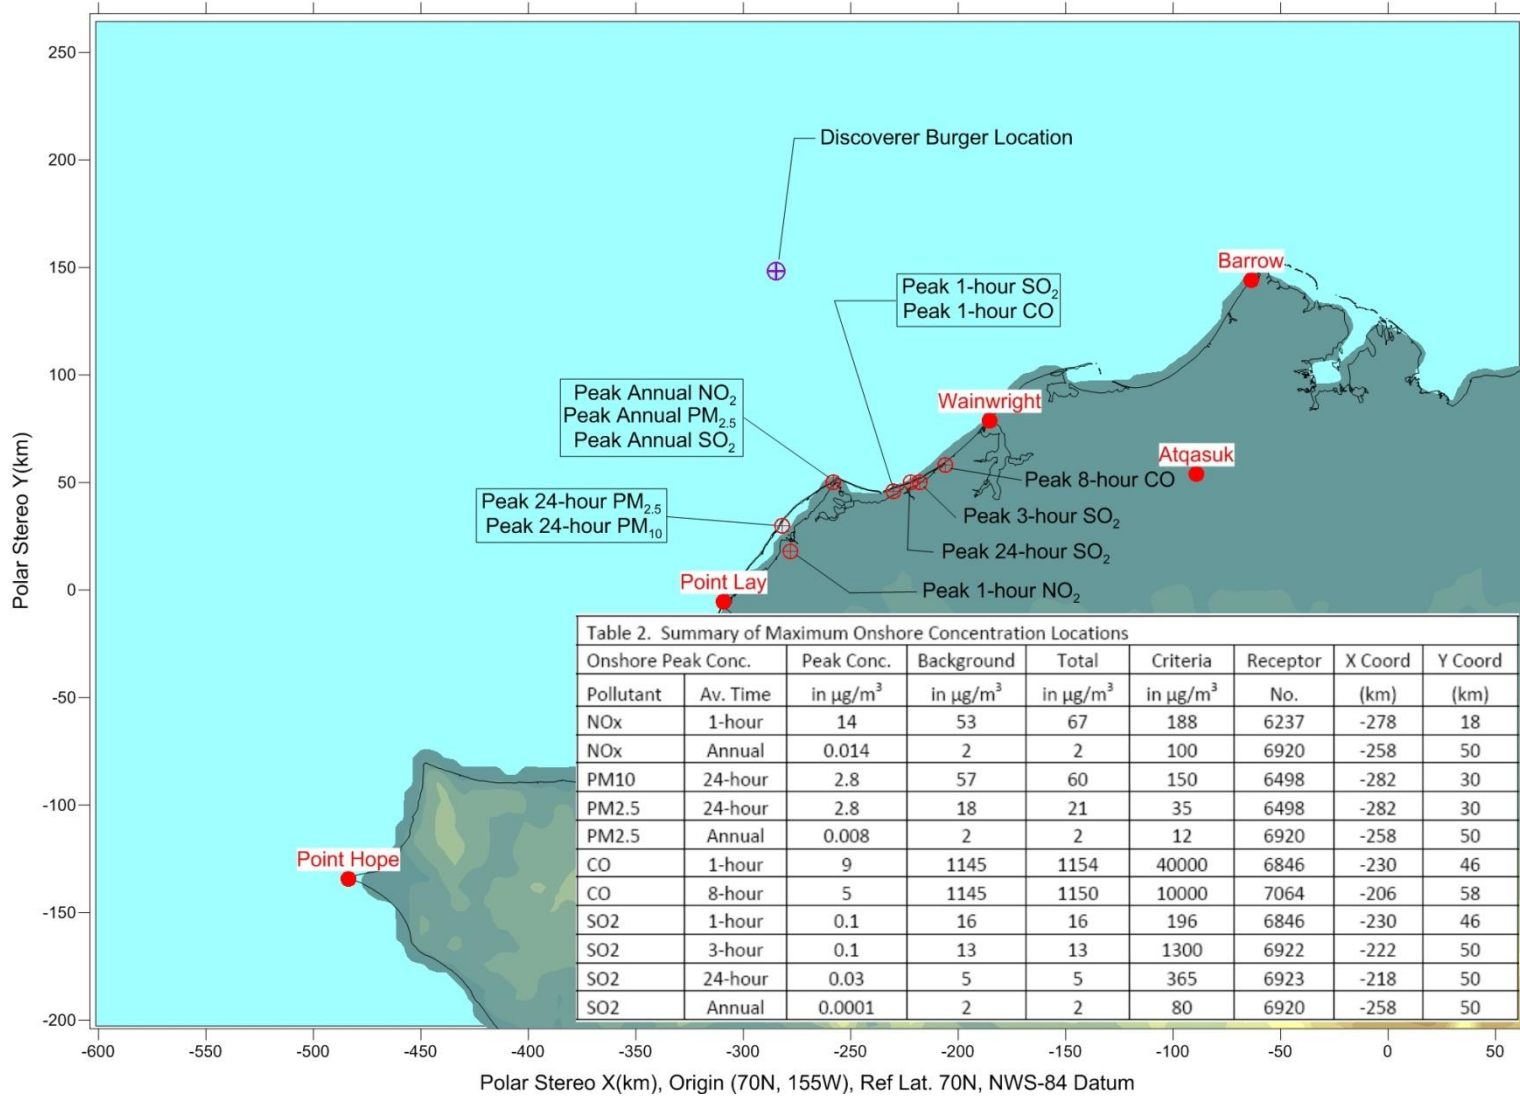 250
200
150
100
50
0
-50
-100
-150
-200
Polar Stereo Y(km)
Discoverer Burger Location
Barrow
Peak 1-hour SO₂
Peak 1-hour CO
Peak Annual NO₂
Peak Annual PM₂.₅
Peak Annual SO₂
Wainwright
Atqasuk
Peak 8-hour CO
Peak 24-hour PM₂.₅
Peak 24-hour PM₁₀
Peak 3-hour SO₂
Peak 24-hour SO₂
Point Lay
Peak 1-hour NO₂
Point Hope
Table 2. Summary of Maximum Onshore Concentration Locations
Onshore Peak Conc. Peak Conc. Background Total Criteria Receptor X Coord Y Coord
Pollutant Av. Time in µg/m³ in µg/m³ in µg/m³ in µg/m³ No. (km) (km)
NOx 1-hour 14 53 67 188 6237 -278 18
NOx Annual 0.014 2 2 100 6920 -258 50
PM10 24-hour 2.8 57 60 150 6498 -282 30
PM2.5 24-hour 2.8 18 21 35 6498 -282 30
PM2.5 Annual 0.008 2 2 12 6920 -258 50
CO 1-hour 9 1145 1154 40000 6846 -230 46
CO 8-hour 5 1145 1150 10000 7064 -206 58
SO2 1-hour 0.1 16 16 196 6846 -230 46
SO2 3-hour 0.1 13 13 1300 6922 -222 50
SO2 24-hour 0.03 5 5 365 6923 -218 50
SO2 Annual 0.0001 2 2 80 6920 -258 50
-600 -550 -500 -450 -400 -350 -300 -250 -200 -150 -100 -50 0 50
Polar Stereo X(km), Origin (70N, 155W), Ref Lat. 70N, NWS-84 Datum